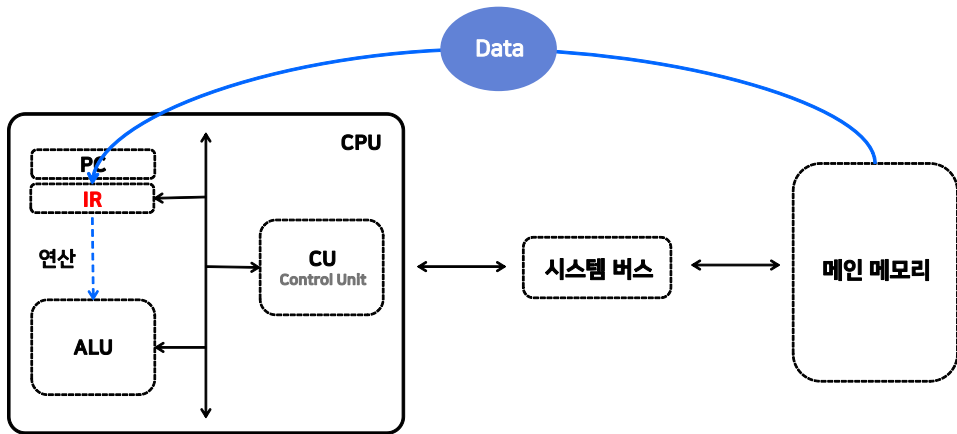 Data
CPU
PC
IR
연산
CU
Control Unit
ALU
시스템 버스
메인 메모리